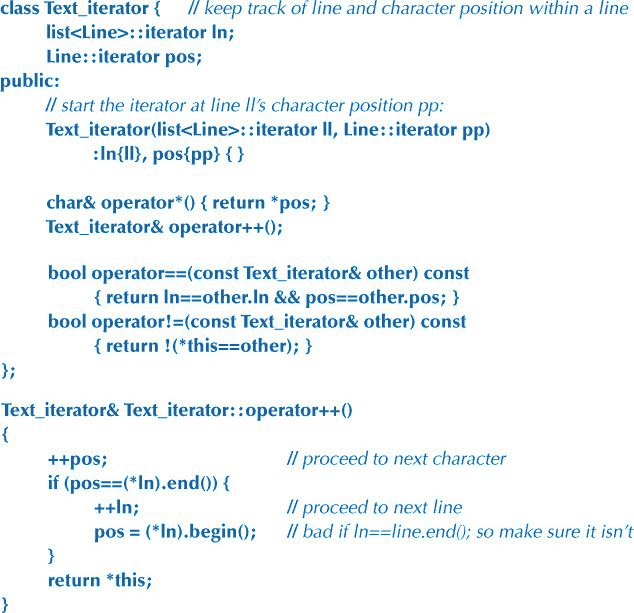 class Text_iterator {   // keep track of line and character position within a line
list<Line>::iterator ln;
Line::iterator pos;
public:
// start the iterator at line ll's character position pp:
Text_iterator(list<Line>::iterator ll, Line::iterator pp)
:ln{ll}, pos{pp} { }
char& operator*() { return *pos; }
Text_iterator& operator++();
bool operator==(const Text_iterator& other) const
{ return ln==other.ln && pos==other.pos; }
bool operator!=(const Text_iterator& other) const
{ return !(*this==other); }
};
Text_iterator& Text_iterator::operator++()
{
++pos;   // proceed to next character
if (pos==(*ln).end()) {
++ln;   // proceed to next line
pos = (*ln).begin();   // bad if ln==line.end(); so make sure it isn't
}
return *this;
}